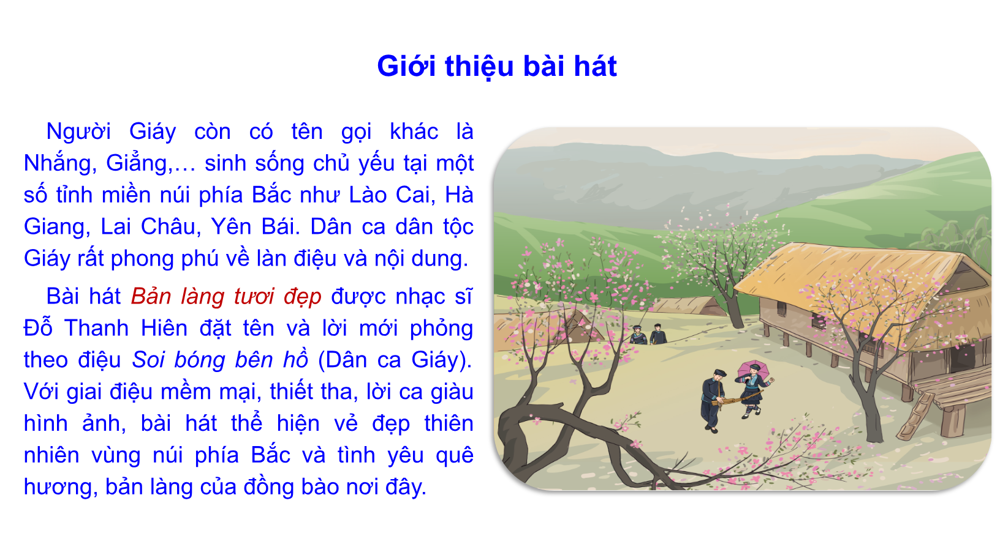 Giới thiệu bài hát
Người Giáy còn có tên gọi khác là
Nhắng, Giẳng,… sinh sống chủ yếu tại một
số tỉnh miền núi phía Bắc như Lào Cai, Hà
Giang, Lai Châu, Yên Bái. Dân ca dân tộc
Giáy rất phong phú về làn điệu và nội dung.
Bài hát Bản làng tươi đẹp được nhạc sĩ
Đỗ Thanh Hiên đặt tên và lời mới phỏng
theo điệu Soi bóng bên hồ (Dân ca Giáy).
Với giai điệu mềm mại, thiết tha, lời ca giàu
hình ảnh, bài hát thể hiện vẻ đẹp thiên
nhiên vùng núi phía Bắc và tình yêu quê
hương, bản làng của đồng bào nơi đây.